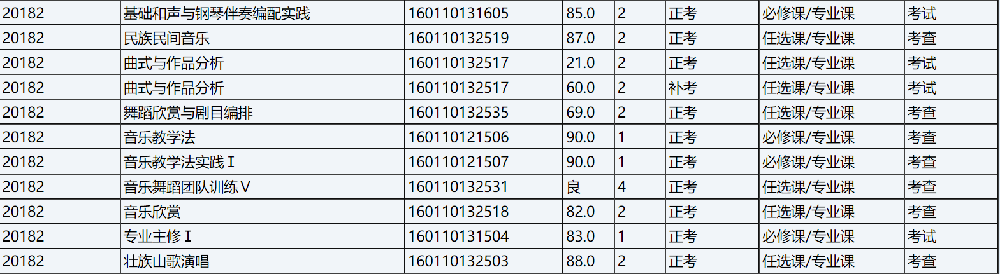 20182 基础和声与钢琴伴奏编配实践 160110131605 85.0 2 正考 必修课/专业课 考试
20182 民族民间音乐 160110132519 87.0 2 正考 任选课/专业课 考查
20182 曲式与作品分析 160110132517 21.0 2 正考 任选课/专业课 考试
20182 曲式与作品分析 160110132517 60.0 2 补考 任选课/专业课 考试
20182 舞蹈欣赏与剧目编排 160110132535 69.0 2 正考 任选课/专业课 考查
20182 音乐教学法 160110121506 90.0 1 正考 必修课/专业课 考查
20182 音乐教学法实践Ⅰ 160110121507 90.0 1 正考 必修课/专业课 考查
20182 音乐舞蹈团队训练Ⅴ 160110132531 良 4 正考 任选课/专业课 考查
20182 音乐欣赏 160110132518 82.0 2 正考 任选课/专业课 考查
20182 专业主修Ⅰ 160110131504 83.0 1 正考 必修课/专业课 考试
20182 壮族山歌演唱 160110132503 88.0 2 正考 任选课/专业课 考查